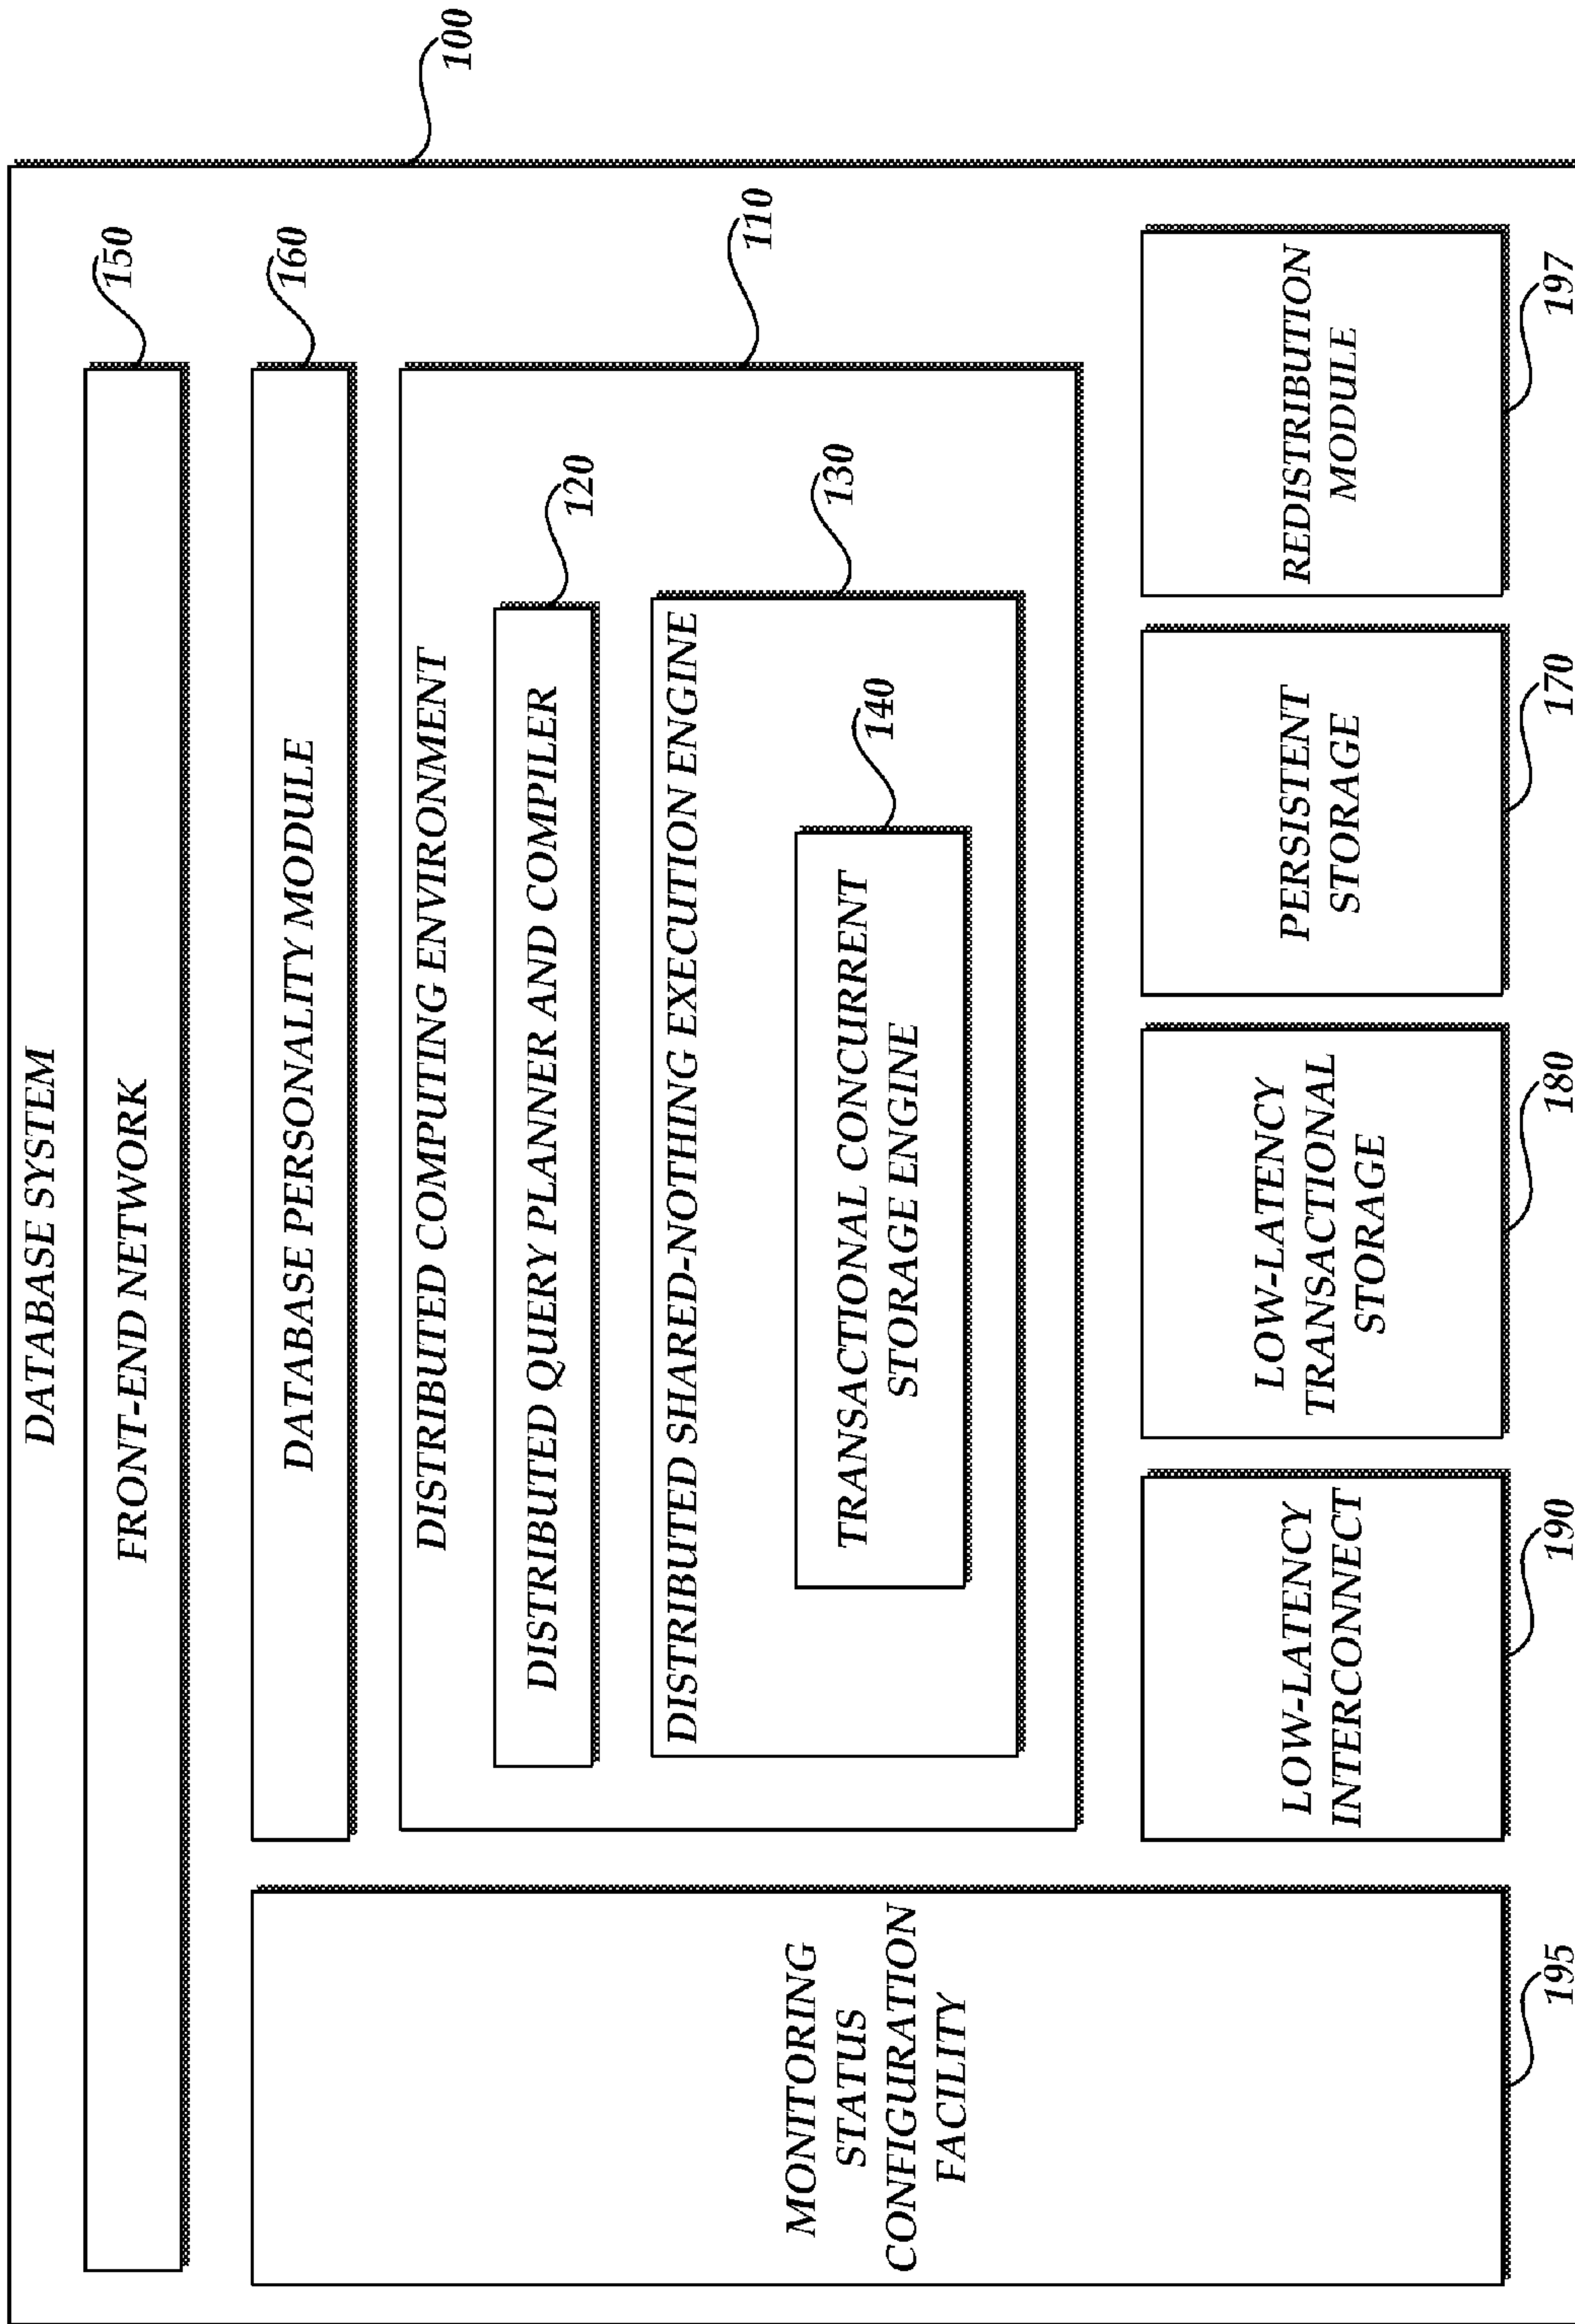 DATABASE SYSTEM
100
FRONT-END NETWORK
150
DATABASE PERSONALITY MODULE
160
DISTRIBUTED COMPUTING ENVIRONMENT
110
DISTRIBUTED QUERY PLANNER AND COMPILER
120
DISTRIBUTED SHARED-NOTHING EXECUTION ENGINE
130
TRANSACTIONAL CONCURRENT
STORAGE ENGINE
140
MONITORING
STATUS
CONFIGURATION
FACILITY
195
LOW-LATENCY
INTERCONNECT
190
LOW-LATENCY
TRANSACTIONAL
STORAGE
180
PERSISTENT
STORAGE
170
REDISTRIBUTION
MODULE
197